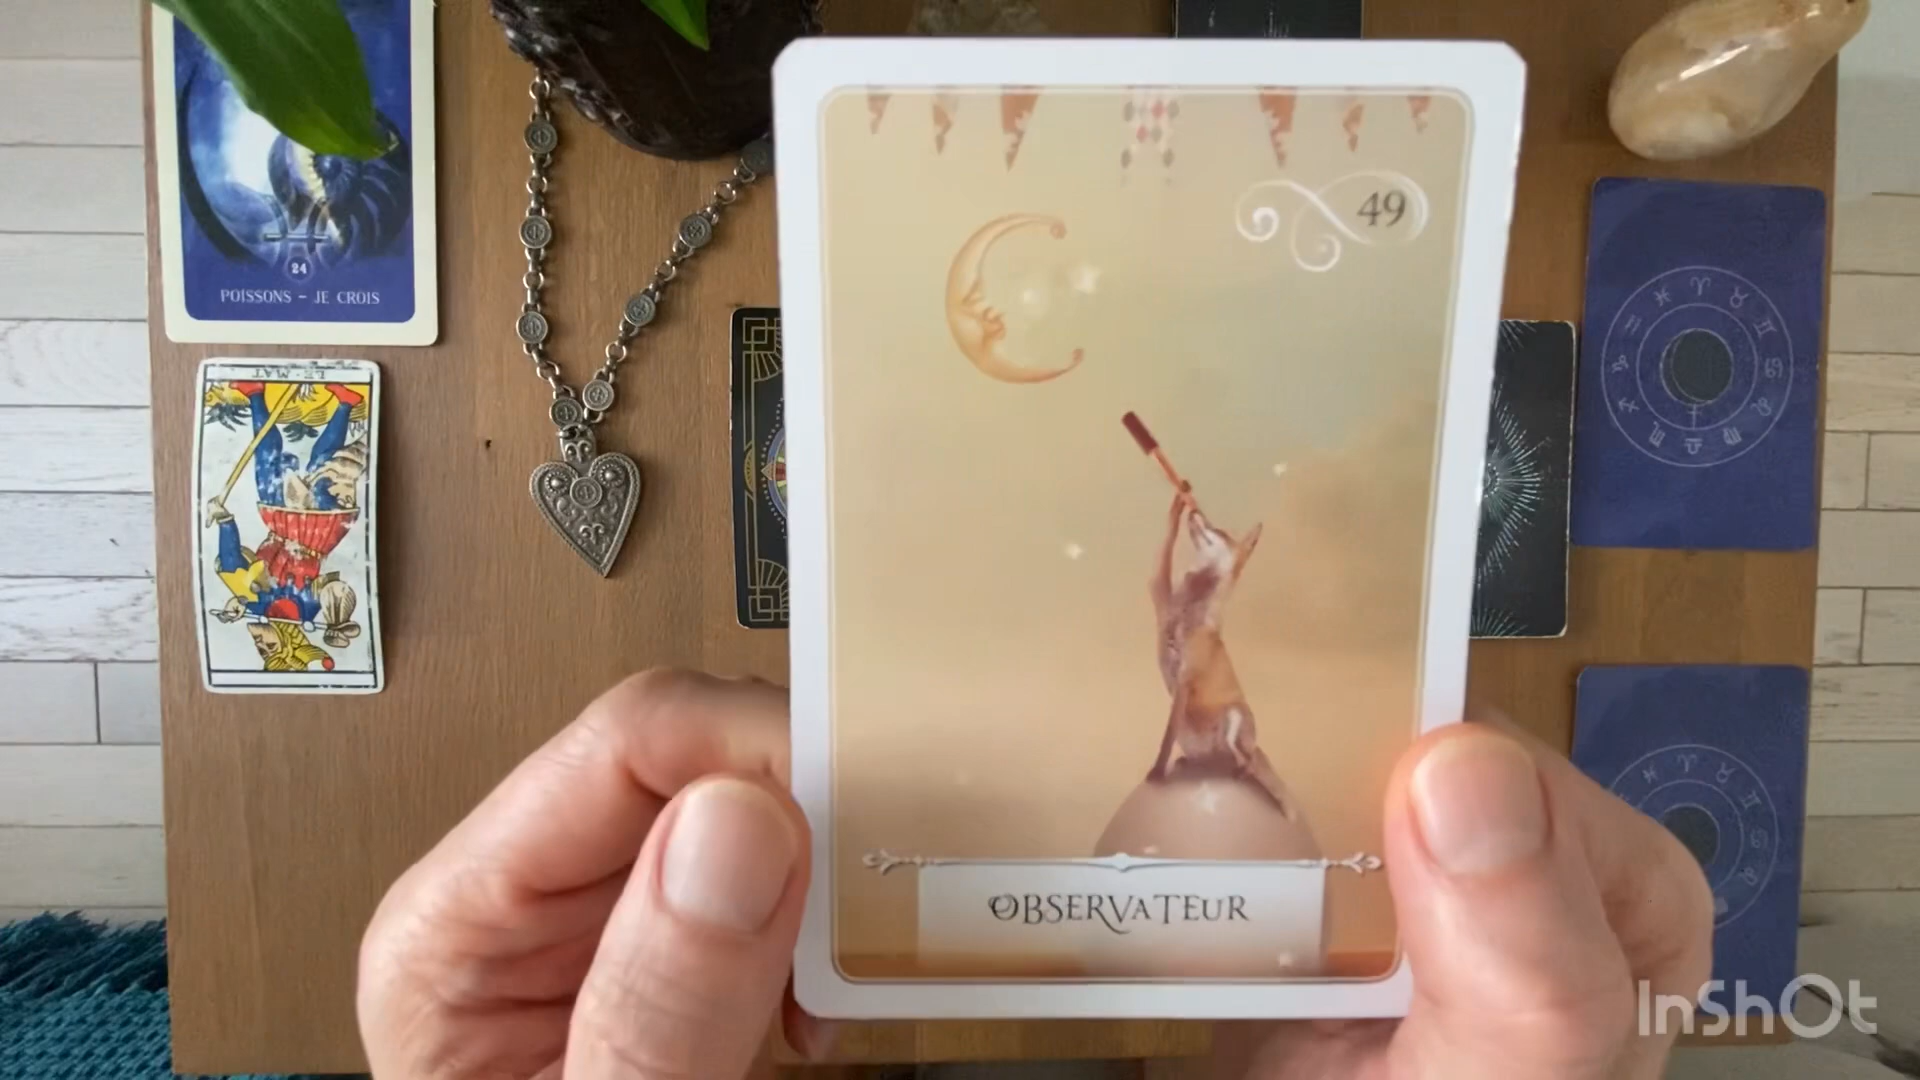 24
POISSONS - JE CROIS
LE·MAT
49
OBSERVATEUR
InShOt